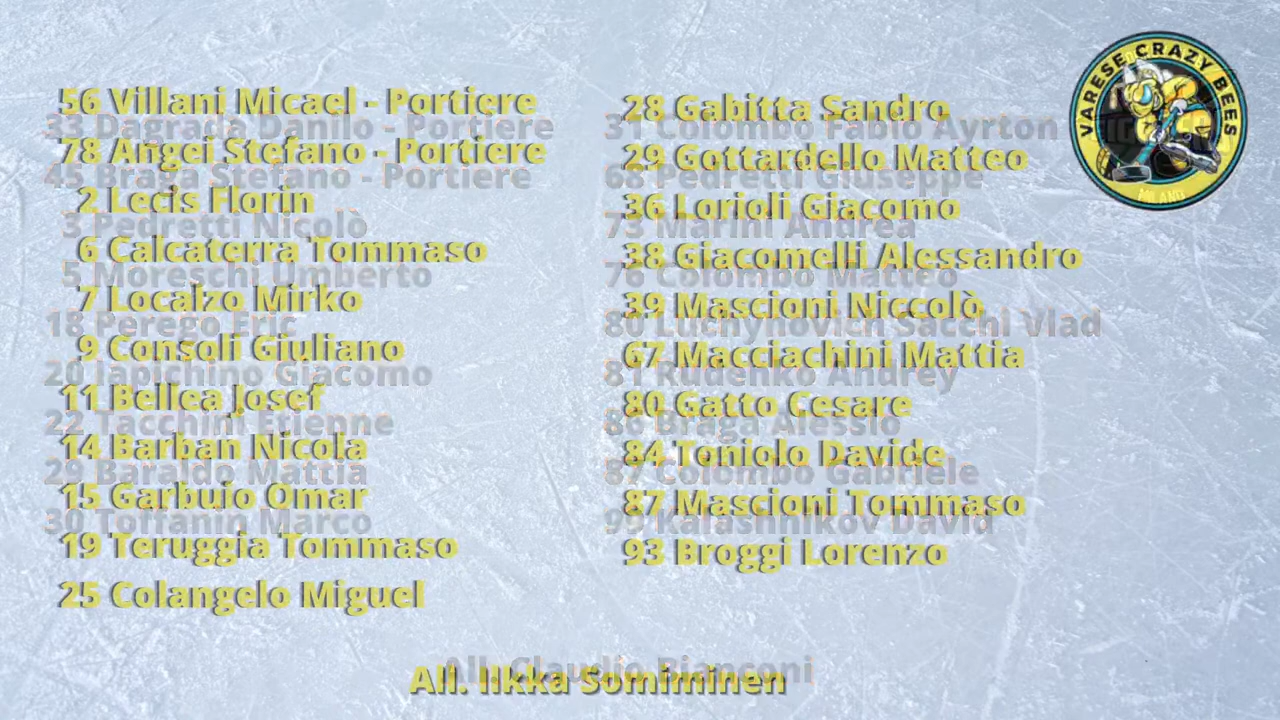 VARESE CRAZY BEES
MILANO
56 Villani Micael - Portiere
33 Dagrada Danilo - Portiere
78 Angei Stefano - Portiere
45 Braga Stefano - Portiere
2 Lecis Florin
3 Pedretti Nicolò
6 Calcaterra Tommaso
5 Moreschi Umberto
7 Localzo Mirko
18 Perego Eric
9 Consoli Giuliano
20 Iapichino Giacomo
11 Bellea Josef
22 Tacchini Etienne
14 Barban Nicola
29 Baraldo Mattia
15 Garbuio Omar
30 Toffanin Marco
19 Teruggia Tommaso
25 Colangelo Miguel
28 Gabitta Sandro
31 Colombo Fabio Ayrton
29 Gottardello Matteo
68 Pedretti Giuseppe
36 Lorioli Giacomo
73 Marini Andrea
38 Giacomelli Alessandro
76 Colombo Matteo
39 Mascioni Niccolò
80 Luchynovich Sacchi Vlad
67 Macciachini Mattia
81 Rudenko Andrey
80 Gatto Cesare
86 Braga Alessio
84 Toniolo Davide
87 Colombo Gabriele
87 Mascioni Tommaso
99 Kalashnikov David
93 Broggi Lorenzo
All. Claudio Bianconi
All. Ilkka Somiminen